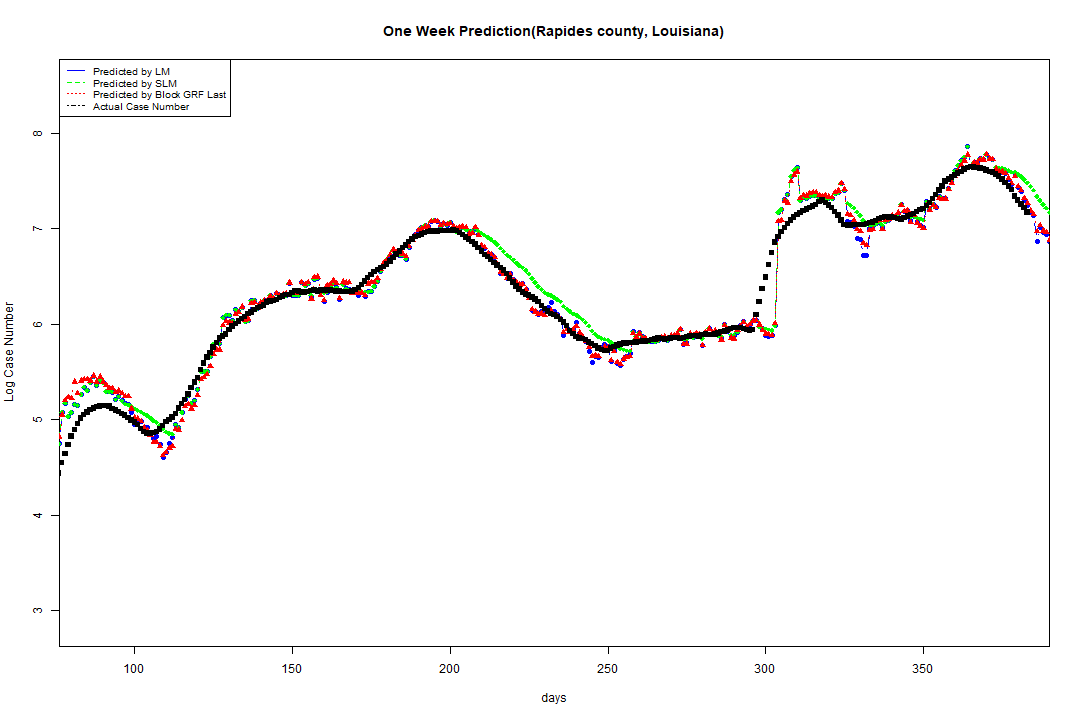 One Week Prediction(Rapides county, Louisiana)
Predicted by LM
Predicted by SLM
Predicted by Block GRF Last
Actual Case Number
8
7
6
5
4
3
Log Case Number
100 150 200 250 300 350
days